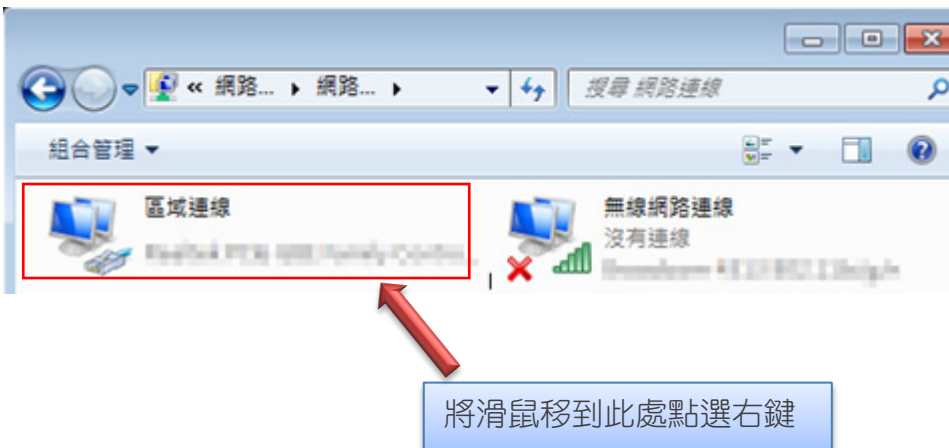 « 網路... ▸ 網路... ▸
搜尋 網路連線
組合管理
區域連線
無線網路連線
沒有連線
將滑鼠移到此處點選右鍵